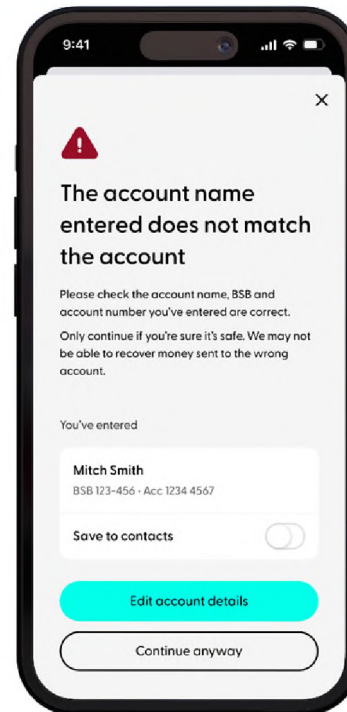 9:41
The account name
entered does not match
the account
Please check the account name, BSB and
account number you've entered are correct.
Only continue if you're sure it's safe. We may not
be able to recover money sent to the wrong
account.
You've entered
Mitch Smith
BSB 123-456 · Acc 1234 4567
Save to contacts
Edit account details
Continue anyway